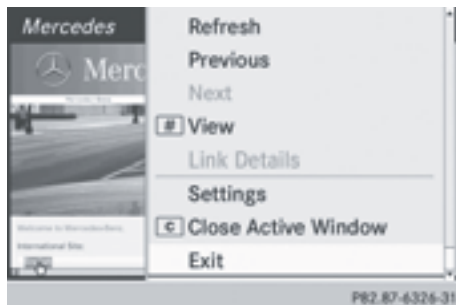 Mercedes
Merc
Refresh
Previous
Next
# View
Link Details
Settings
c Close Active Window
Exit
Welcome to Mercedes-Benz.
International Site:
P82.87-6326-31